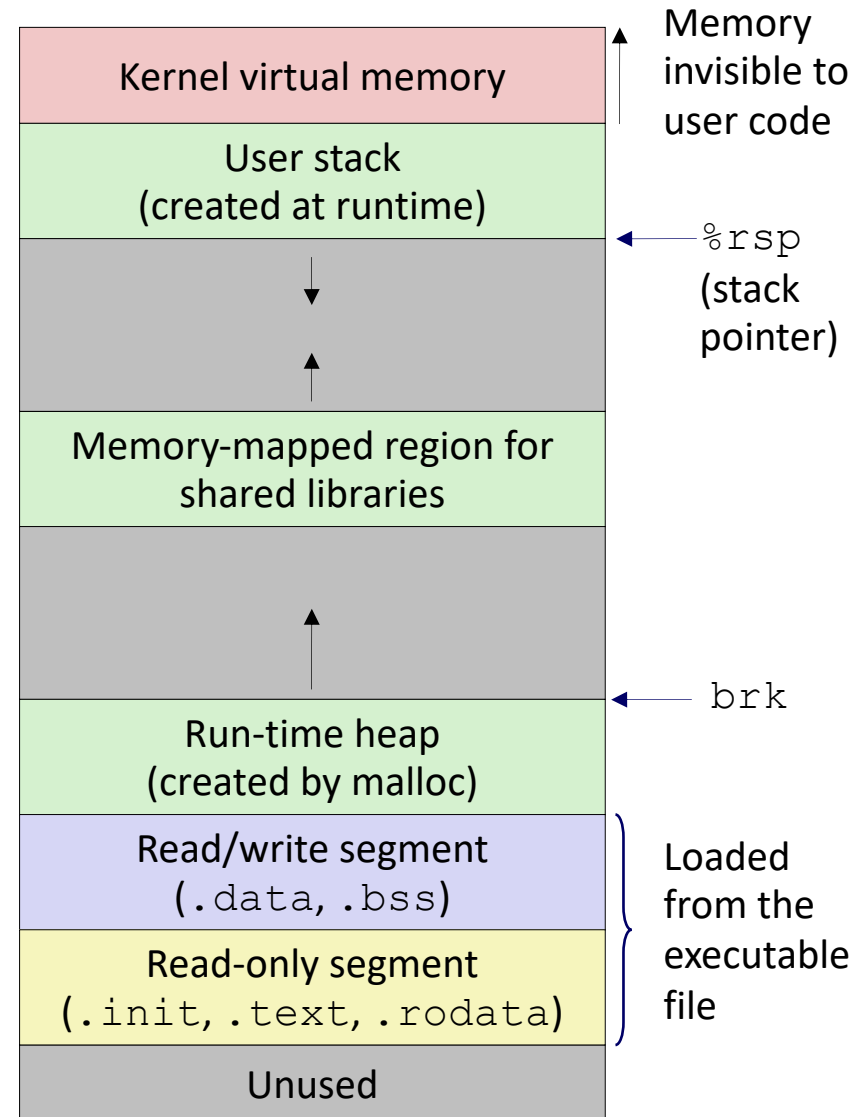 Kernel virtual memory
Memory
invisible to
user code
User stack
(created at runtime)
%rsp
(stack
pointer)
Memory-mapped region for
shared libraries
brk
Run-time heap
(created by malloc)
Read/write segment
(.data, .bss)
Loaded
from the
executable
file
Read-only segment
(.init, .text, .rodata)
Unused